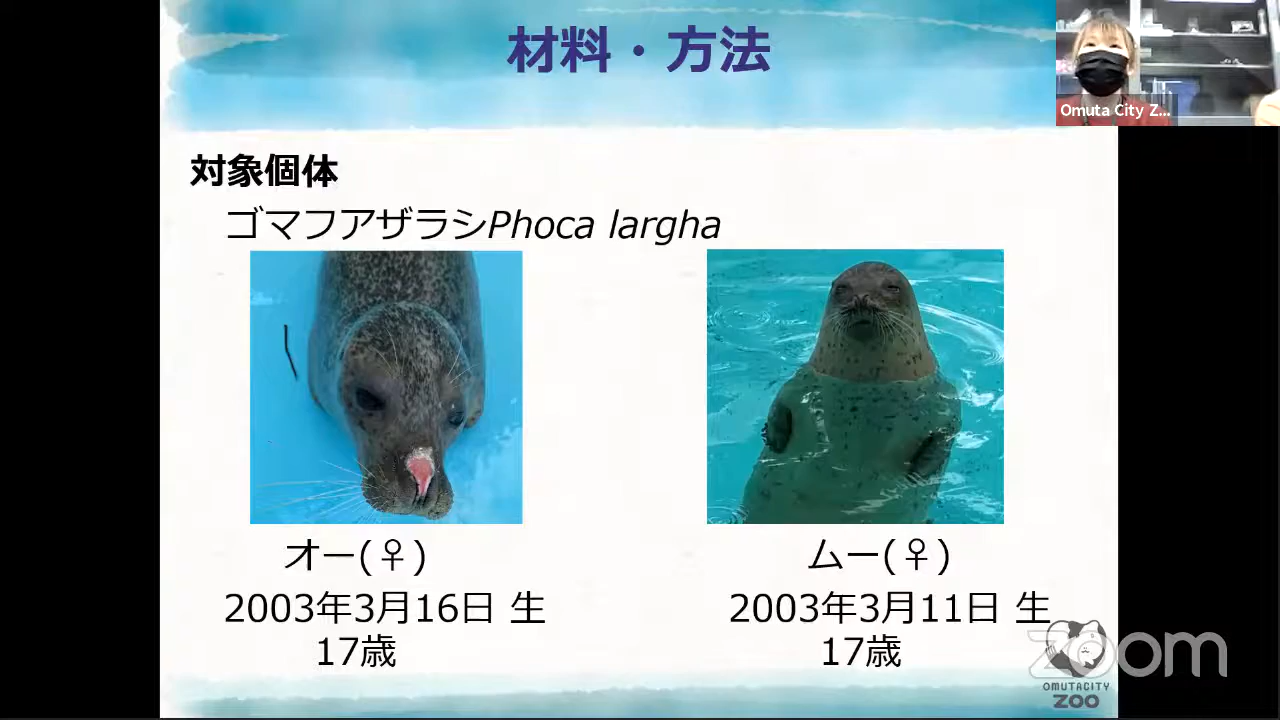 材料・方法
Omuta City Z...
対象個体
ゴマフアザラシPhoca largha
オー(♀)
ムー(♀)
2003年3月16日 生
2003年3月11日 生
17歳
17歳
zoom
OMUTACITY
ZOO